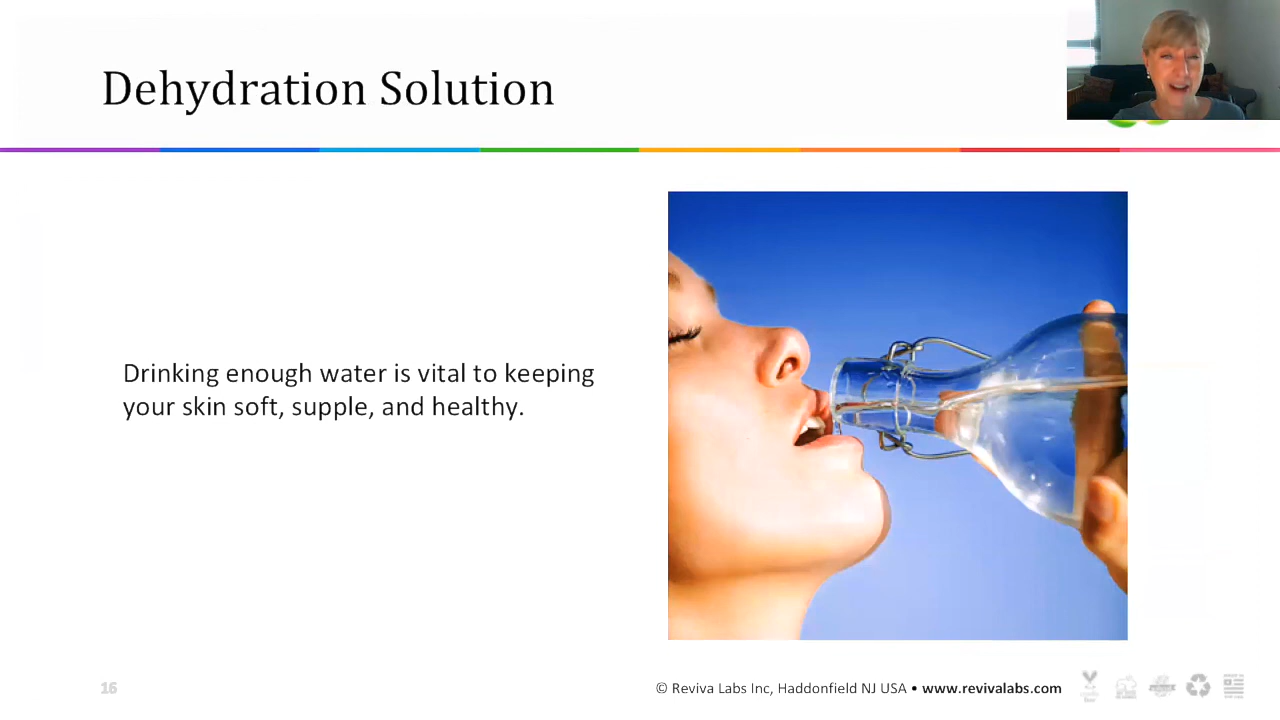 Dehydration Solution
Drinking enough water is vital to keeping
your skin soft, supple, and healthy.
16
© Reviva Labs Inc, Haddonfield NJ USA • www.revivalabs.com